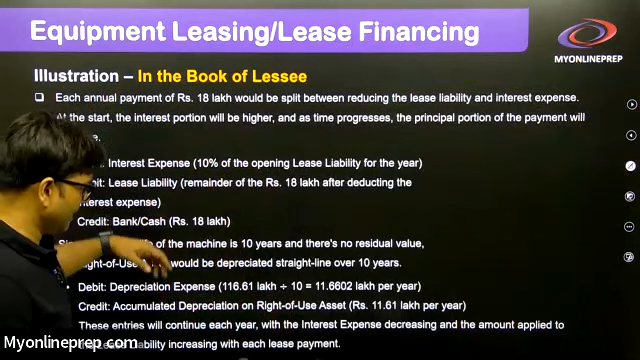 Equipment Leasing/Lease Financing
MYONLINEPREP
Illustration – In the Book of Lessee
Each annual payment of Rs. 18 lakh would be split between reducing the lease liability and interest expense.
At the start, the interest portion will be higher, and as time progresses, the principal portion of the payment will
Interest Expense (10% of the opening Lease Liability for the year)
Lease Liability (remainder of the Rs. 18 lakh after deducting the
interest expense)
Credit: Bank/Cash (Rs. 18 lakh)
of the machine is 10 years and there's no residual value,
would be depreciated straight-line over 10 years.
Debit: Depreciation Expense (116.61 lakh ÷ 10 = 11.6602 lakh per year)
Credit: Accumulated Depreciation on Right-of-Use Asset (Rs. 11.61 lakh per year)
These entries will continue each year, with the Interest Expense decreasing and the amount applied to
liability increasing with each lease payment.
Myonlineprep.com